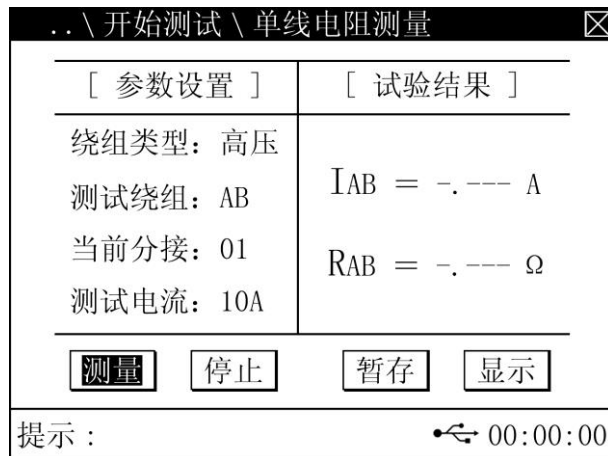 ..\开始测试\单线电阻测量
[ 参数设置 ]
绕组类型：高压
测试绕组：AB
当前分接：01
测试电流：10A
[ 试验结果 ]
IAB = -.--- A
RAB = -.--- Ω
测量 停止 暂存 显示
提示： 00:00:00